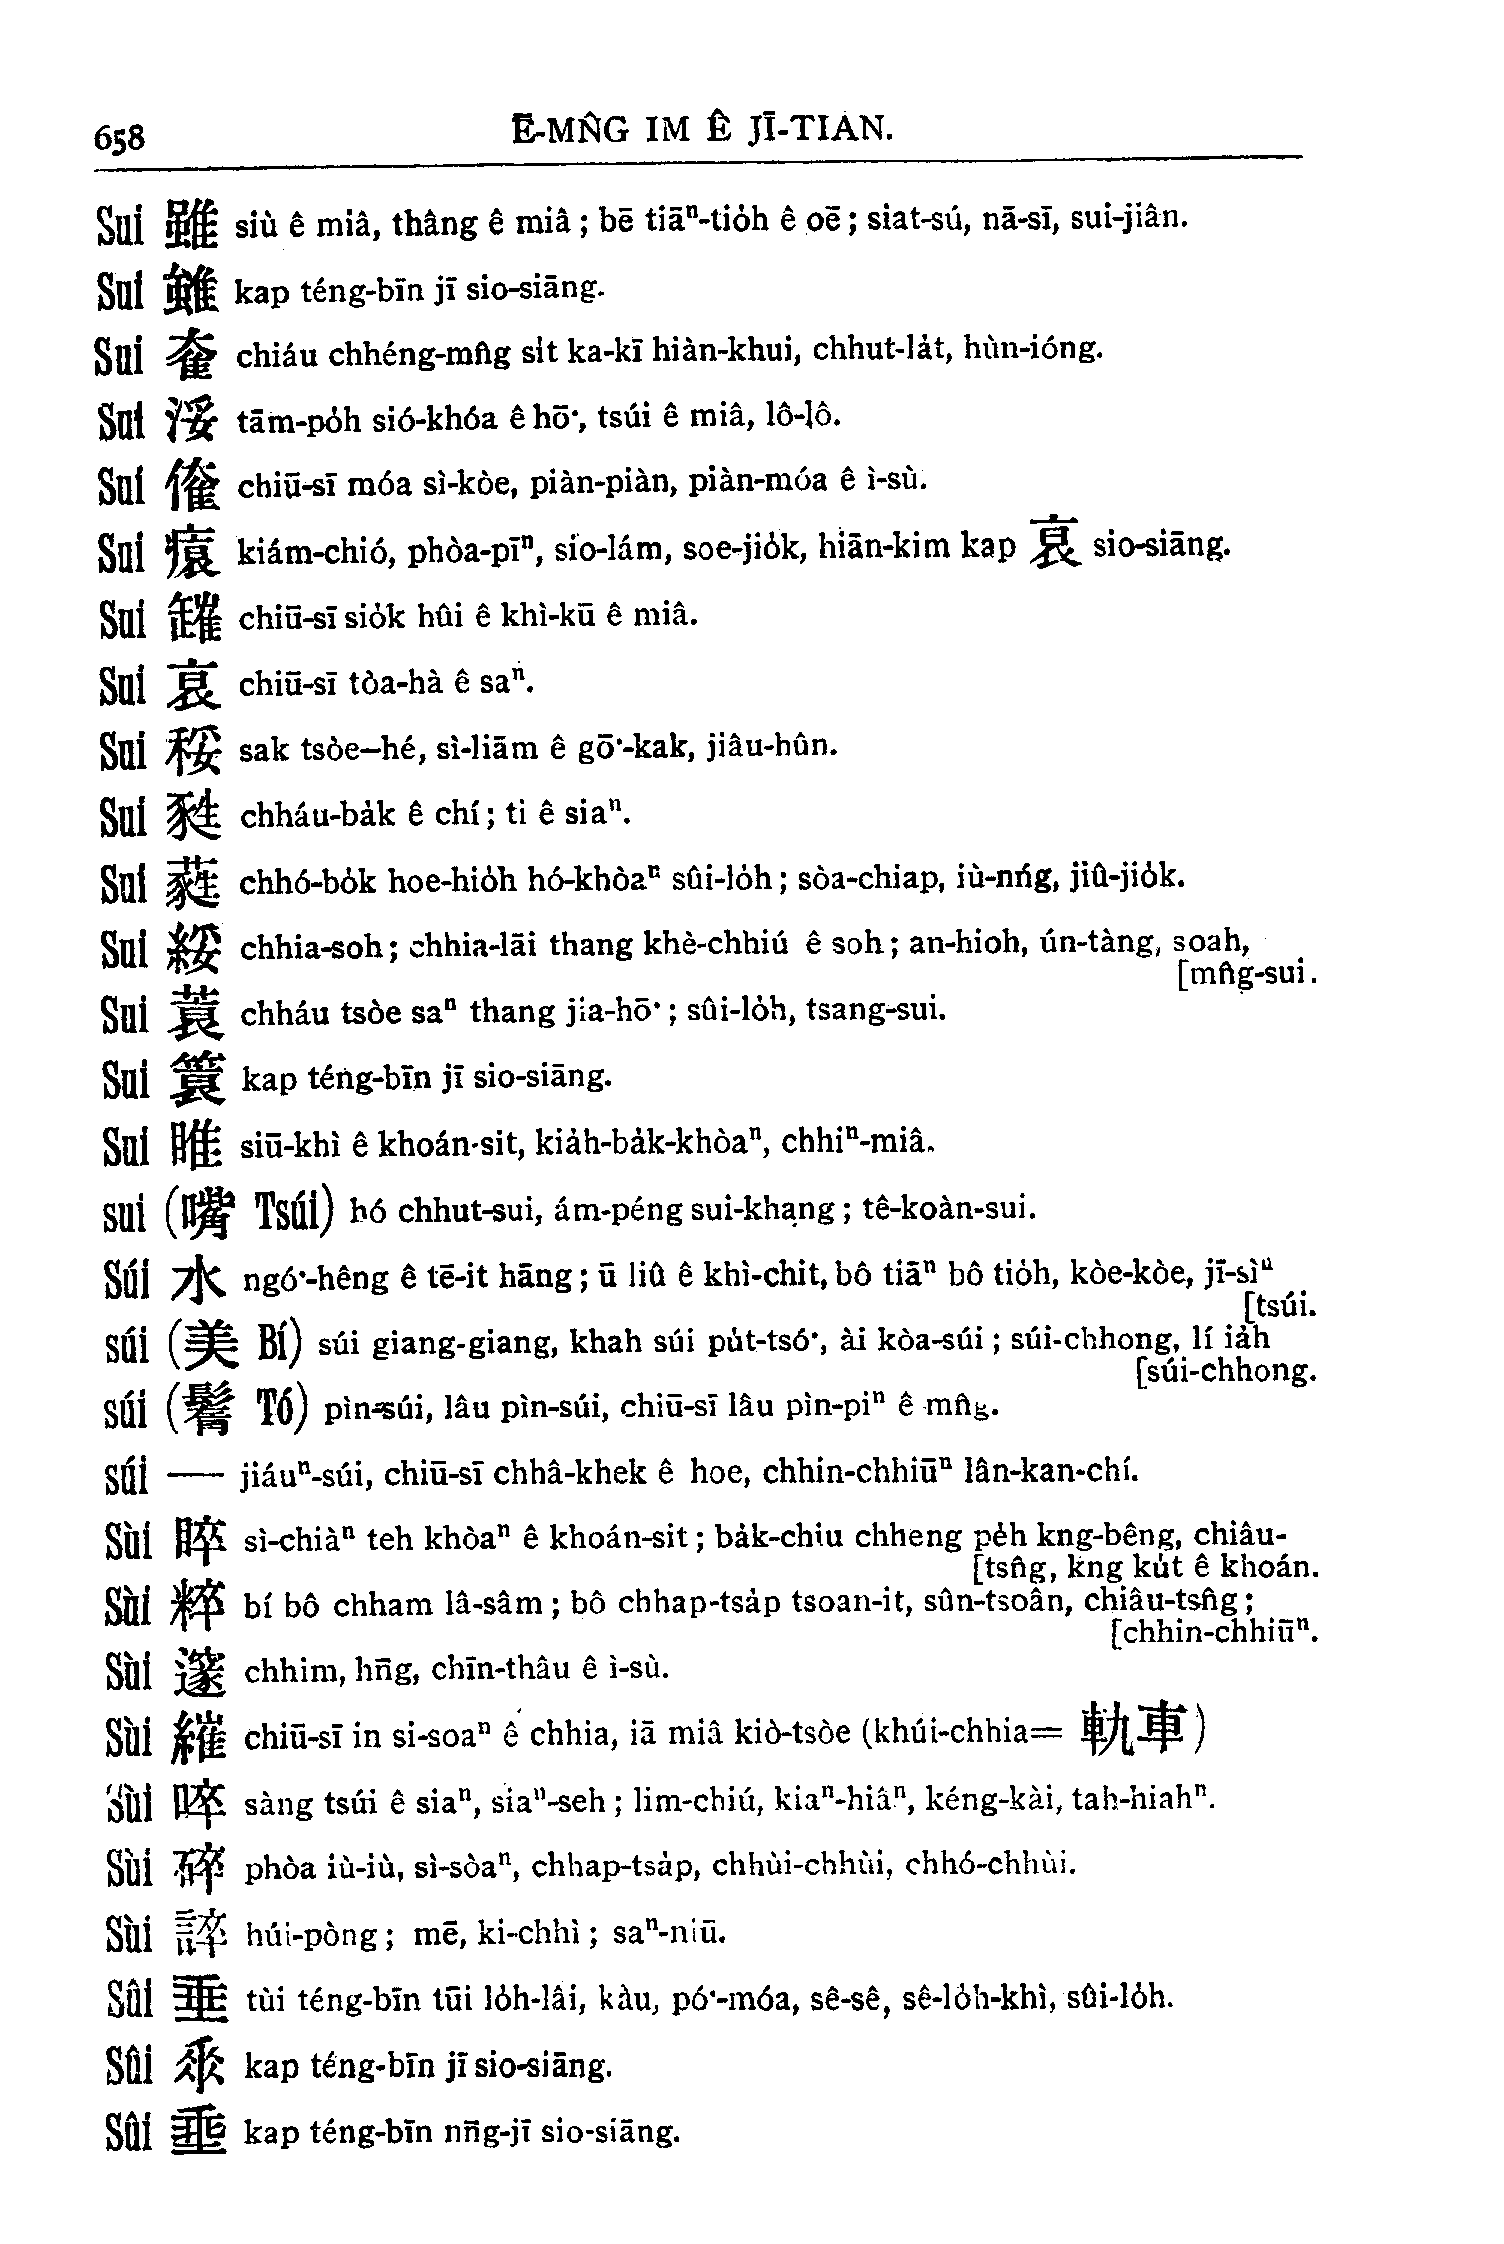 658 Ē-MN̂G IM Ê JĪ-TIAN.
Sui 雖 siù ê miâ, thâng ê miâ ; bē tiāⁿ-tio̍h ê oē ; siat-sú, nā-sī, sui-jiân.
Sui kap téng-bīn jī sio-siāng.
Sui 奞 chiáu chhéng-mn̂g si̍t ka-kī hiàn-khui, chhut-la̍t, hùn-ióng.
Sui 浽 tām-po̍h sió-khóa ê hō͘, tsúi ê miâ, lô-lô.
Sui chiū-sī móa sì-kòe, piàn-piàn, piàn-móa ê ì-sù.
Sui 㾽 kiám-chió, phòa-pīⁿ, sio-lám, soe-jio̍k, hiān-kim kap 衰 sio-siāng.
Sui chiū-sī sio̍k hûi ê khì-kū ê miâ.
Sui 衰 chiū-sī tòa-hà ê saⁿ.
Sui 桵 sak tsòe—hé, sì-liām ê gō͘-kak, jiâu-hûn.
Sui chháu-ba̍k ê chí ; ti ê siaⁿ.
Sui 蕤 chhó-bo̍k hoe-hio̍h hó-khòaⁿ sûi-lo̍h ; sòa-chiap, iù-nńg, jiû-jio̍k.
Sui 綏 chhia-soh ; chhia-lāi thang khè-chhiú ê soh ; an-hioh, ún-tàng, soah,
[mn̂g-sui.
Sui 蓑 chháu tsòe saⁿ thang jia-hō͘ ; sûi-lo̍h, tsang-sui.
Sui 簑 kap téng-bīn jī sio-siāng.
Sui 睢 siū-khì ê khoán-sit, kia̍h-ba̍k-khòaⁿ, chhiⁿ-miâ.
sui (嘴 Tsúi) hó chhut-sui, ám-péng sui-khang ; tê-koàn-sui.
Súi 水 ngó͘-hêng ê tē-it hāng ; ū liû ê khì-chit, bô tiāⁿ bô tio̍h, kòe-kòe, jī-sìⁿ
[tsúi.
súi (美 Bí) súi giang-giang, khah súi pu̍t-tsó͘, ài kòa-súi ; súi-chhong, lí ia̍h
[súi-chhong.
súi (鬌 Tó) pìn-súi, lâu pìn-súi, chiū-sī lâu pìn-piⁿ ê mn̂g.
súi — jiáuⁿ-súi, chiū-sī chhâ-khek ê hoe, chhin-chhiūⁿ lân-kan-chí.
Sùi 睟 sì-chiàⁿ teh khòaⁿ ê khoán-sit ; ba̍k-chiu chheng pe̍h kng-bêng, chiâu-
[tsn̂g, kng ku̍t ê khoán.
Sùi 粹 bí bô chham lâ-sâm ; bô chhap-tsa̍p tsoan-it, sûn-tsoân, chiâu-tsn̂g ;
[chhin-chhiūⁿ.
Sùi 邃 chhim, hn̄g, chīn-thâu ê ì-sù.
Sùi 繀 chiū-sī in si-soaⁿ ê chhia, iā miâ kiò-tsòe (khúi-chhia= 軌車)
Sùi 啐 sàng tsúi ê siaⁿ, siaⁿ-seh ; lim-chiú, kiaⁿ-hiâⁿ, kéng-kài, tah-hiahⁿ.
Sùi 碎 phòa iù-iù, sì-sòaⁿ, chhap-tsa̍p, chhùi-chhùi, chhó-chhùi.
Sùi 誶 húi-pòng ; mē, ki-chhì ; saⁿ-niū.
Sûi 垂 tùi téng-bīn tūi lo̍h-lâi, kàu, pó͘-móa, sê-sê, sê-lo̍h-khì, sûi-lo̍h.
Sûi kap téng-bīn jī sio-siāng.
Sûi kap téng-bīn nn̄g-jī sio-siāng.